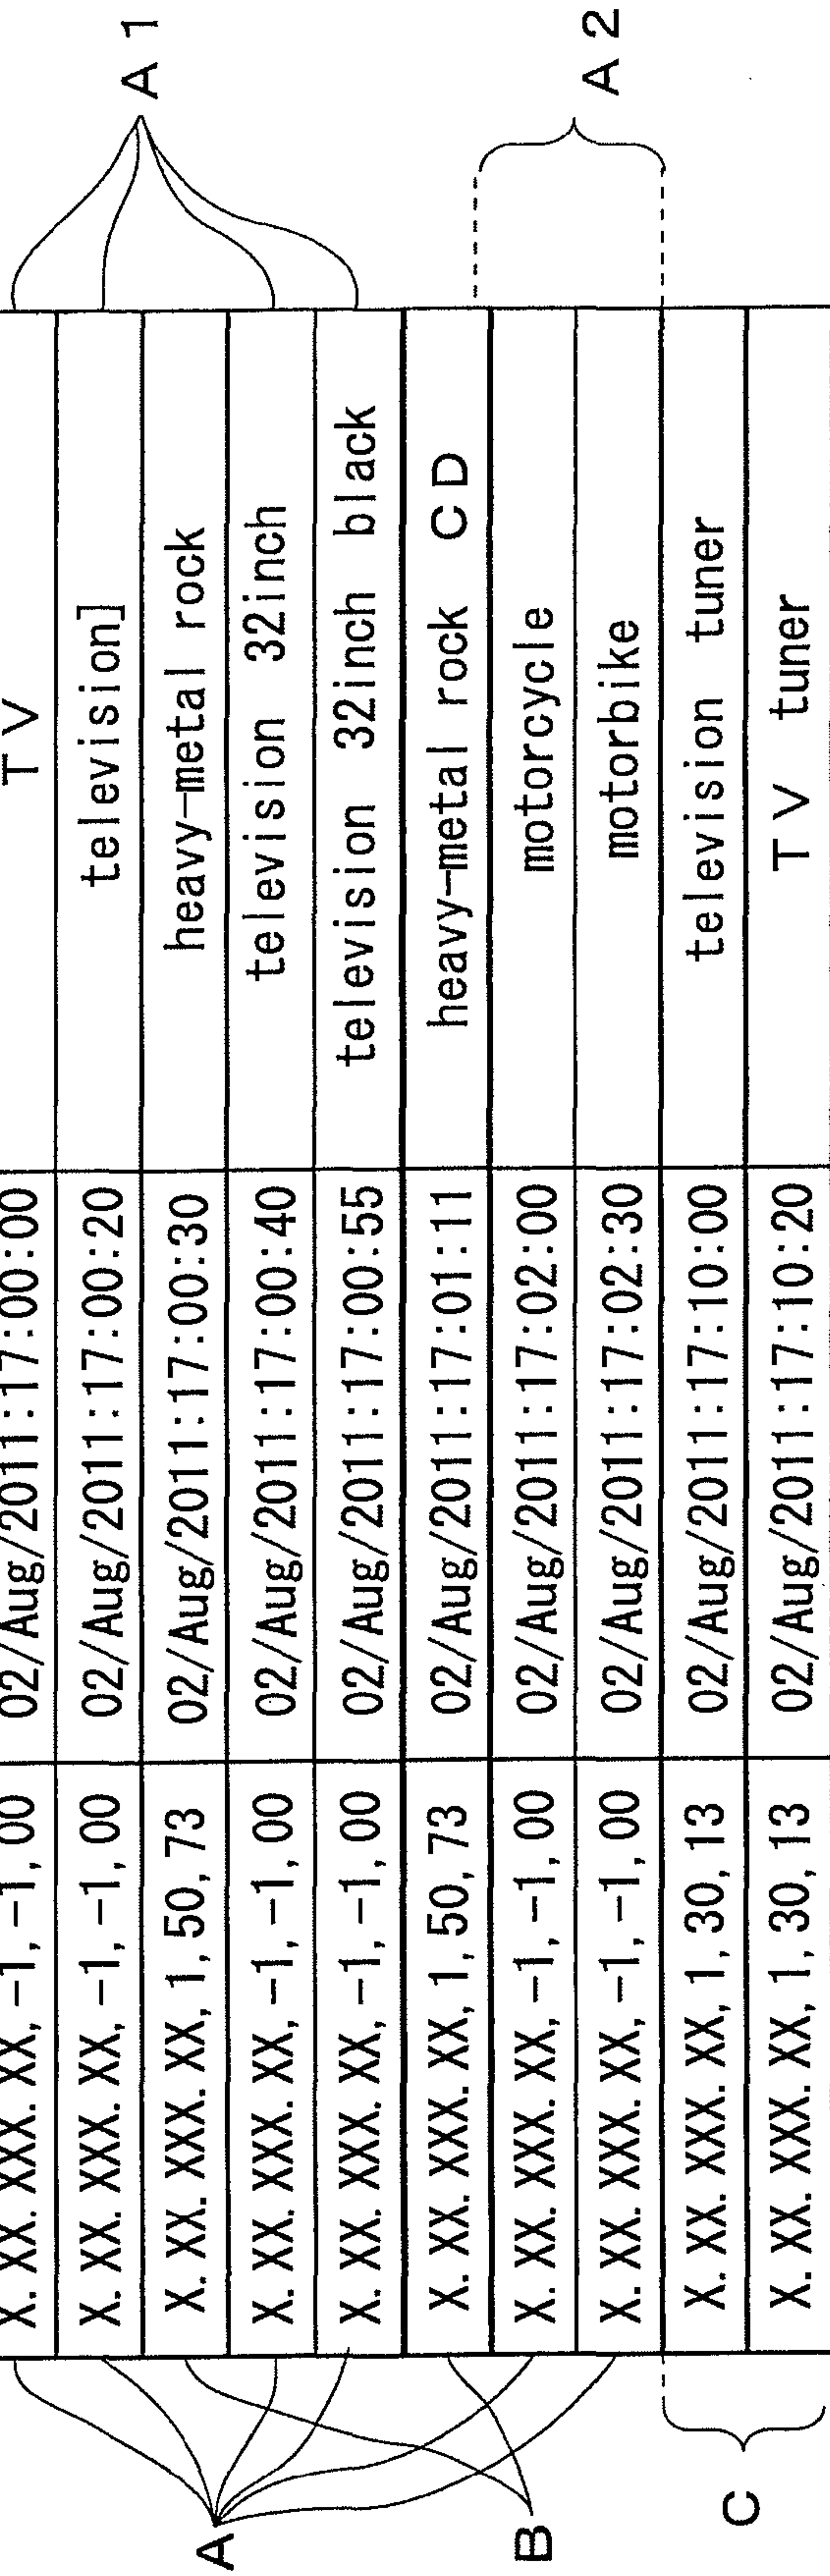 X. XX. XXX. XX, -1, -1, 00 02/Aug/2011:17:00:00 TV
X. XX. XXX. XX, -1, -1, 00 02/Aug/2011:17:00:20 television]
X. XX. XXX. XX, 1, 50, 73 02/Aug/2011:17:00:30 heavy-metal rock
X. XX. XXX. XX, -1, -1, 00 02/Aug/2011:17:00:40 television 32inch
X. XX. XXX. XX, -1, -1, 00 02/Aug/2011:17:00:55 television 32inch black
X. XX. XXX. XX, 1, 50, 73 02/Aug/2011:17:01:11 heavy-metal rock CD
X. XX. XXX. XX, -1, -1, 00 02/Aug/2011:17:02:00 motorcycle
X. XX. XXX. XX, -1, -1, 00 02/Aug/2011:17:02:30 motorbike
X. XX. XXX. XX, 1, 30, 13 02/Aug/2011:17:10:00 television tuner
X. XX. XXX. XX, 1, 30, 13 02/Aug/2011:17:10:20 TV tuner
A
B
C
A1
A2